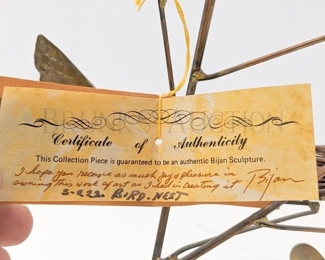 Certificate of Authenticity
This Collection Piece is guaranteed to be an authentic Bijan Sculpture.
I hope you receive as much joy & pleasure in
owning this work of art as I had in creating it Bijan
S-222 BIRD. NEST